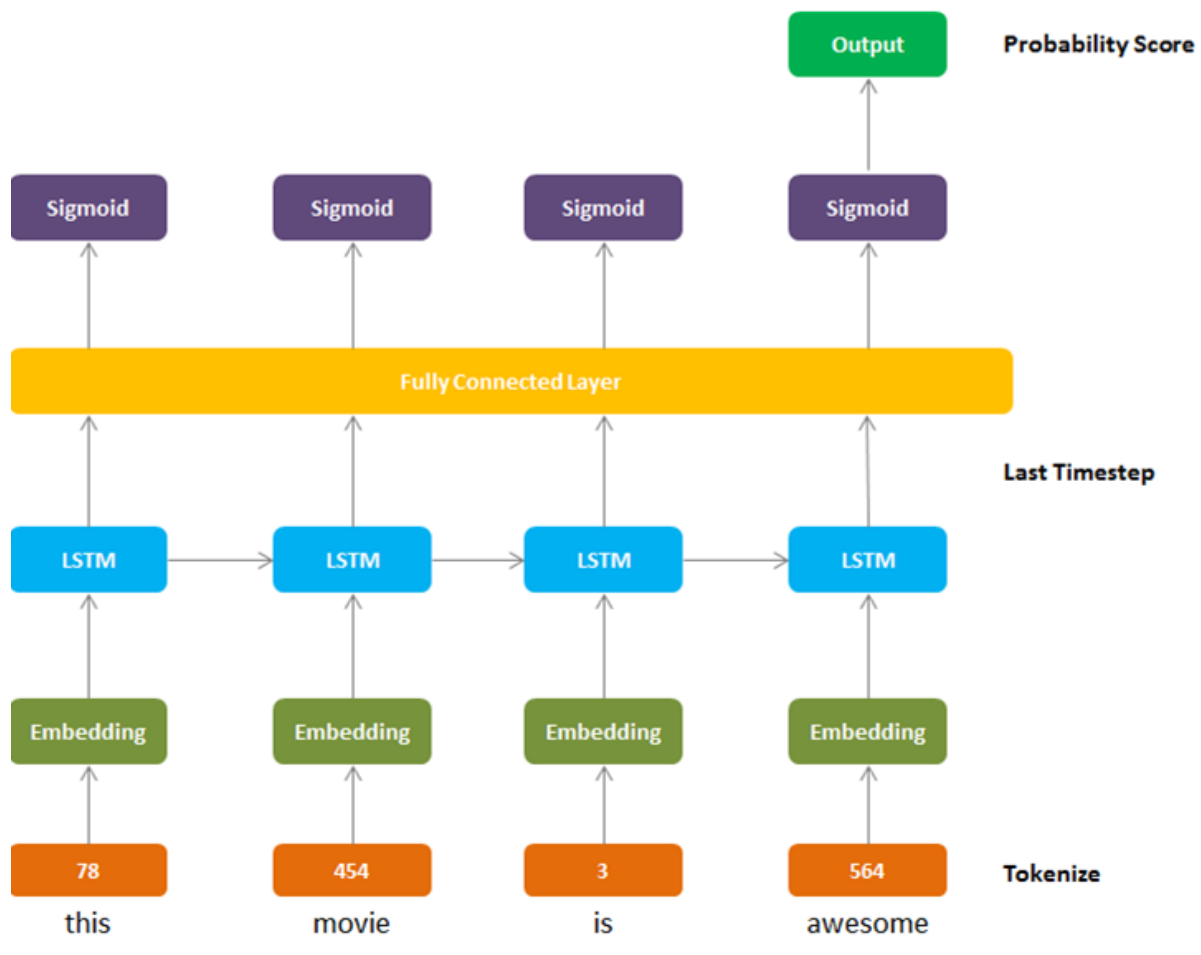 Output
Probability Score
Sigmoid
Sigmoid
Sigmoid
Sigmoid
Fully Connected Layer
Last Timestep
LSTM
LSTM
LSTM
LSTM
Embedding
Embedding
Embedding
Embedding
78
454
3
564
Tokenize
this
movie
is
awesome